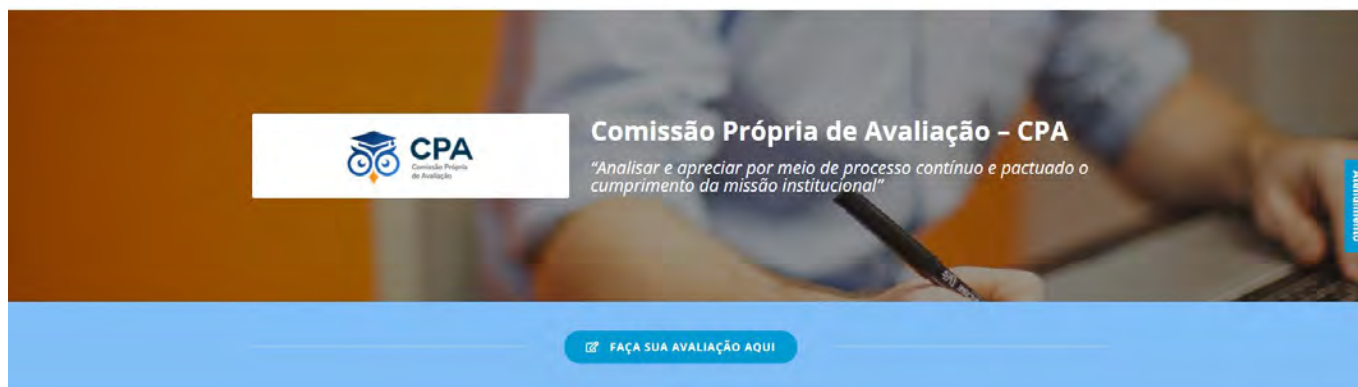 Comissão Própria de Avaliação – CPA
CPA
Comissão Própria
de Avaliação
“Analisar e apreciar por meio de processo contínuo e pactuado o
cumprimento da missão institucional”
Atendimento
FAÇA SUA AVALIAÇÃO AQUI